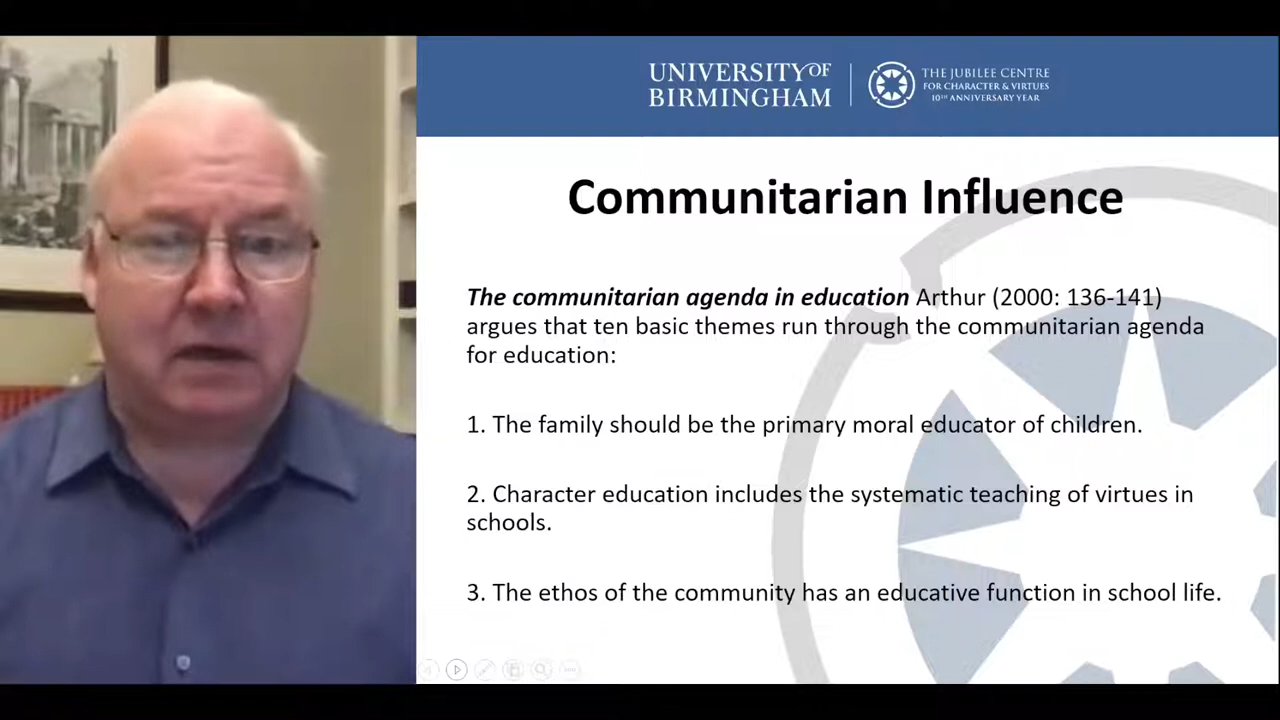 UNIVERSITY OF
BIRMINGHAM
THE JUBILEE CENTRE
FOR CHARACTER & VIRTUES
10TH ANNIVERSARY YEAR
Communitarian Influence
The communitarian agenda in education Arthur (2000: 136-141)
argues that ten basic themes run through the communitarian agenda
for education:
1. The family should be the primary moral educator of children.
2. Character education includes the systematic teaching of virtues in
schools.
3. The ethos of the community has an educative function in school life.